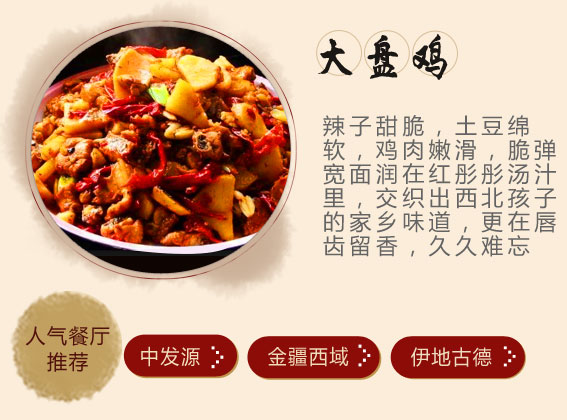 大盘鸡
辣子甜脆，土豆绵
软，鸡肉嫩滑，脆弹
宽面润在红彤彤汤汁
里，交织出西北孩子
的家乡味道，更在唇
齿留香，久久难忘
人气餐厅
推荐
中发源
金疆西域
伊地古德